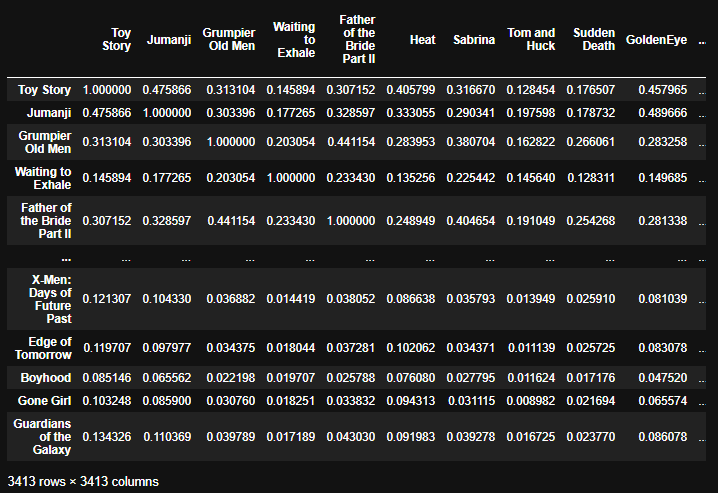 Toy Story Jumanji Grumpier Old Men Waiting to Exhale Father of the Bride Part II Heat Sabrina Tom and Huck Sudden Death GoldenEye ...
Toy Story 1.000000 0.475866 0.313104 0.145894 0.307152 0.405799 0.316670 0.128454 0.176507 0.457965 ...
Jumanji 0.475866 1.000000 0.303396 0.177265 0.328597 0.333055 0.290341 0.197598 0.178732 0.489666 ...
Grumpier Old Men 0.313104 0.303396 1.000000 0.203054 0.441154 0.283953 0.380704 0.162822 0.266061 0.283258 ...
Waiting to Exhale 0.145894 0.177265 0.203054 1.000000 0.233430 0.135256 0.225442 0.145640 0.128311 0.149685 ...
Father of the Bride Part II 0.307152 0.328597 0.441154 0.233430 1.000000 0.248949 0.404654 0.191049 0.254268 0.281338 ...
... ... ... ... ... ... ... ... ... ... ... ...
X-Men: Days of Future Past 0.121307 0.104330 0.036882 0.014419 0.038052 0.086638 0.035793 0.013949 0.025910 0.081039 ...
Edge of Tomorrow 0.119707 0.097977 0.034375 0.018044 0.037281 0.102062 0.034371 0.011139 0.025725 0.083078 ...
Boyhood 0.085146 0.065562 0.022198 0.019707 0.025788 0.076080 0.027795 0.011624 0.017176 0.047520 ...
Gone Girl 0.103248 0.085900 0.030760 0.018251 0.033832 0.094313 0.031115 0.008982 0.021694 0.065574 ...
Guardians of the Galaxy 0.134326 0.110369 0.039789 0.017189 0.043030 0.091983 0.039278 0.016725 0.023770 0.086078 ...
3413 rows × 3413 columns